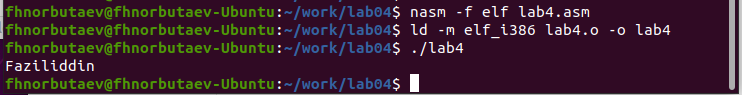 fhnorbutaev@fhnorbutaev-Ubuntu:~/work/lab04$ nasm -f elf lab4.asm
fhnorbutaev@fhnorbutaev-Ubuntu:~/work/lab04$ ld -m elf_i386 lab4.o -o lab4
fhnorbutaev@fhnorbutaev-Ubuntu:~/work/lab04$ ./lab4
Faziliddin
fhnorbutaev@fhnorbutaev-Ubuntu:~/work/lab04$